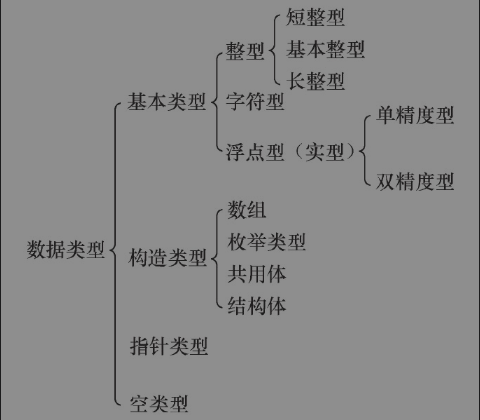 数据类型
基本类型
整型
短整型
基本整型
长整型
字符型
浮点型（实型）
单精度型
双精度型
构造类型
数组
枚举类型
共用体
结构体
指针类型
空类型